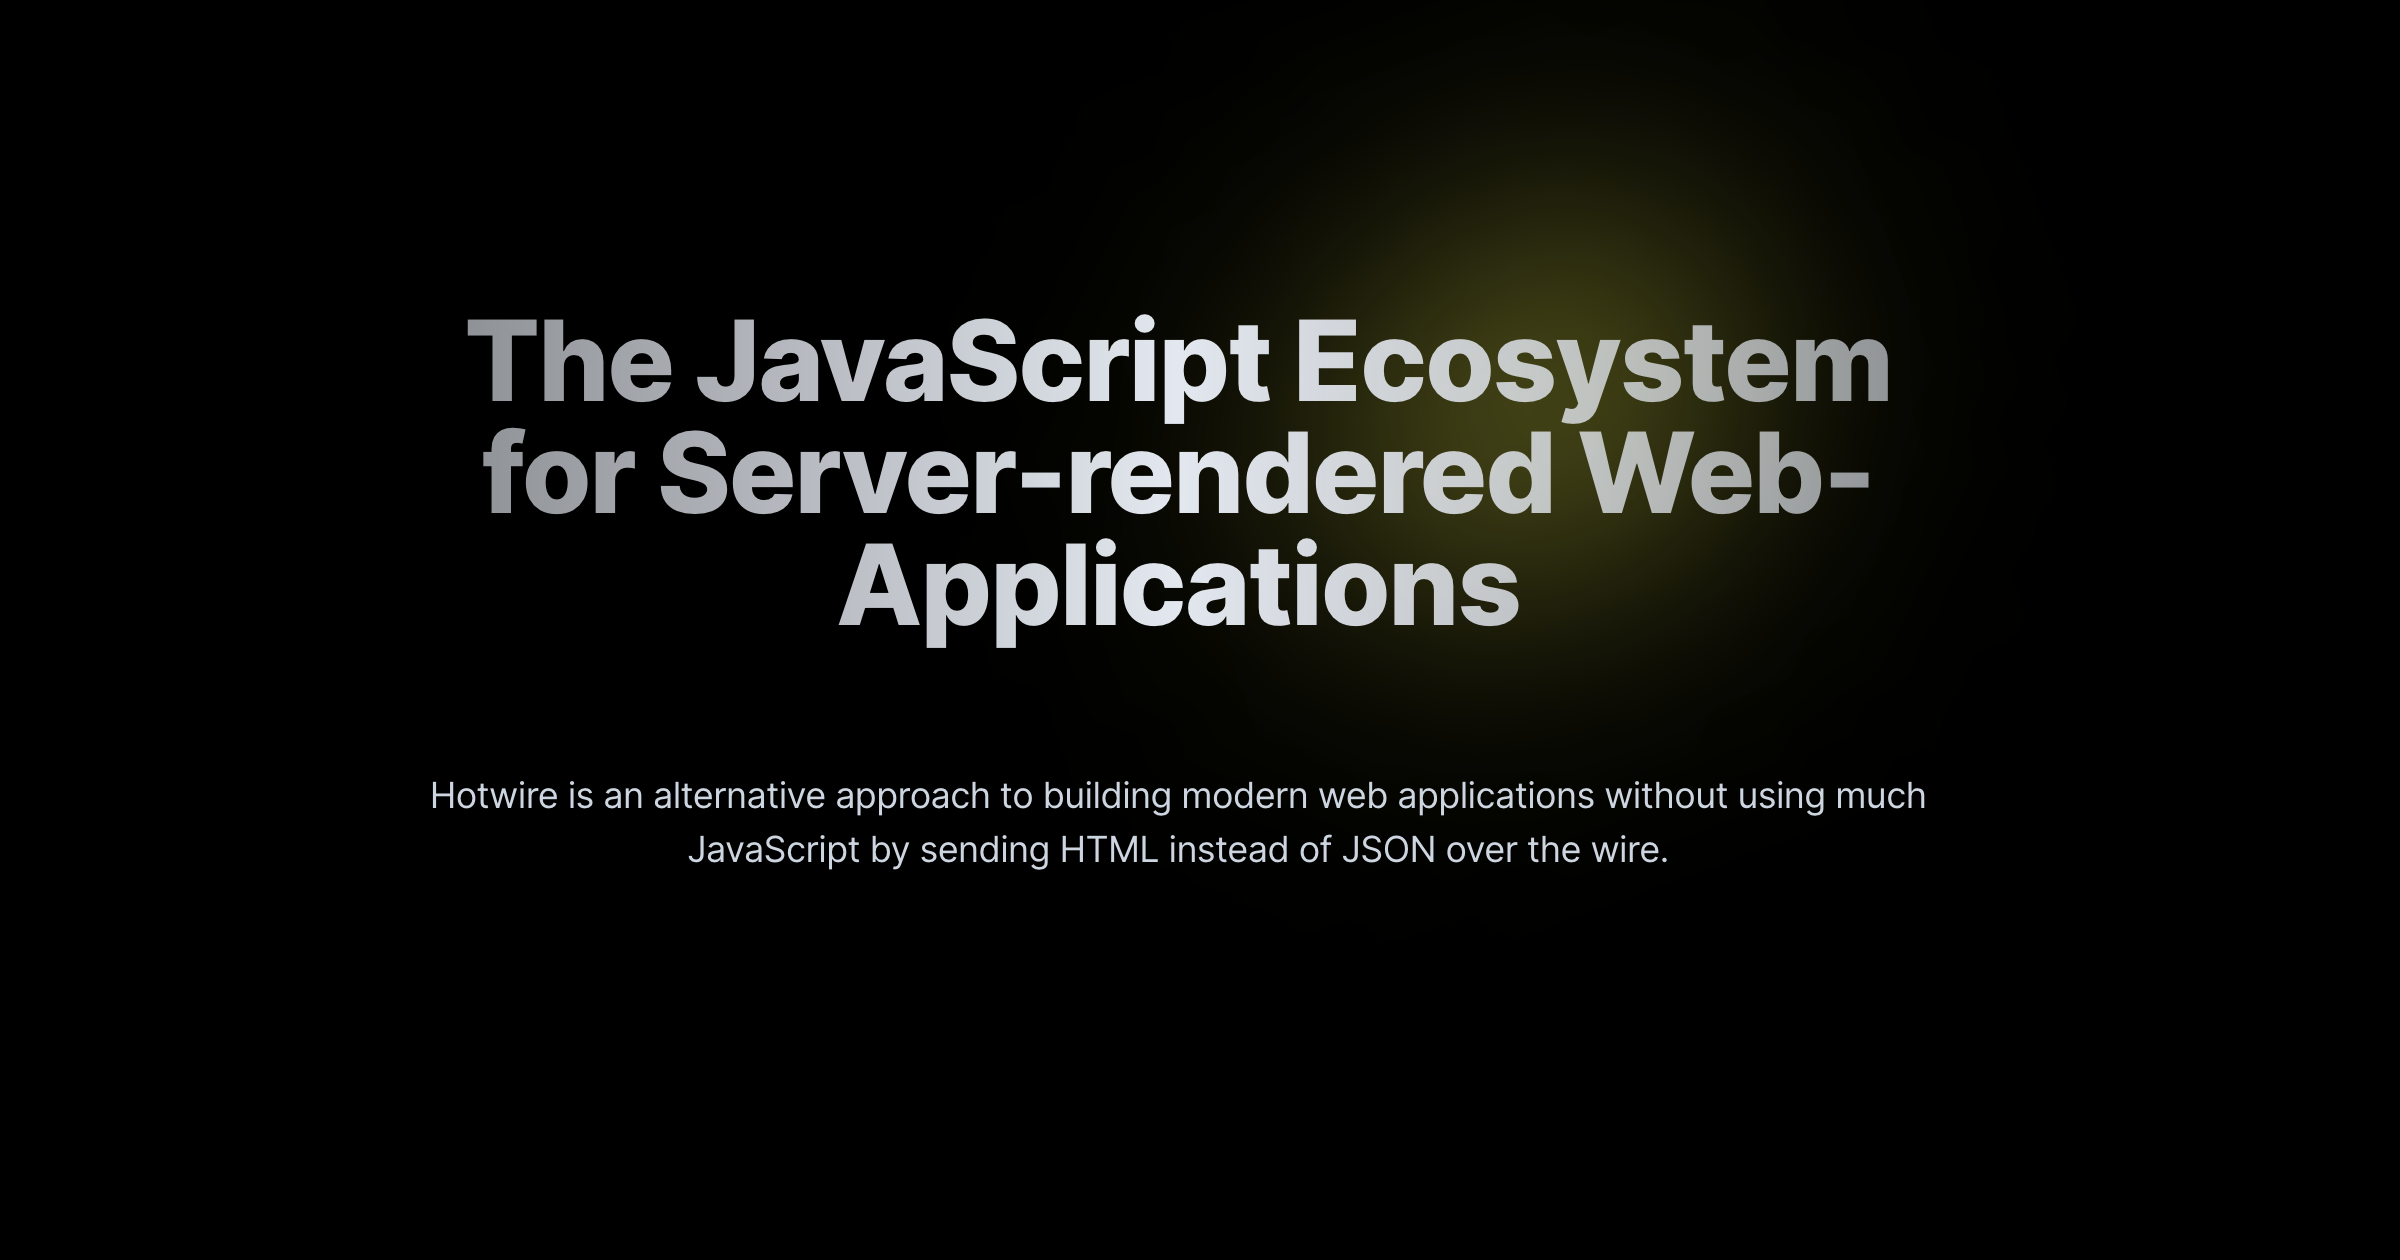 The JavaScript Ecosystem
for Server-rendered Web-
Applications
Hotwire is an alternative approach to building modern web applications without using much
JavaScript by sending HTML instead of JSON over the wire.